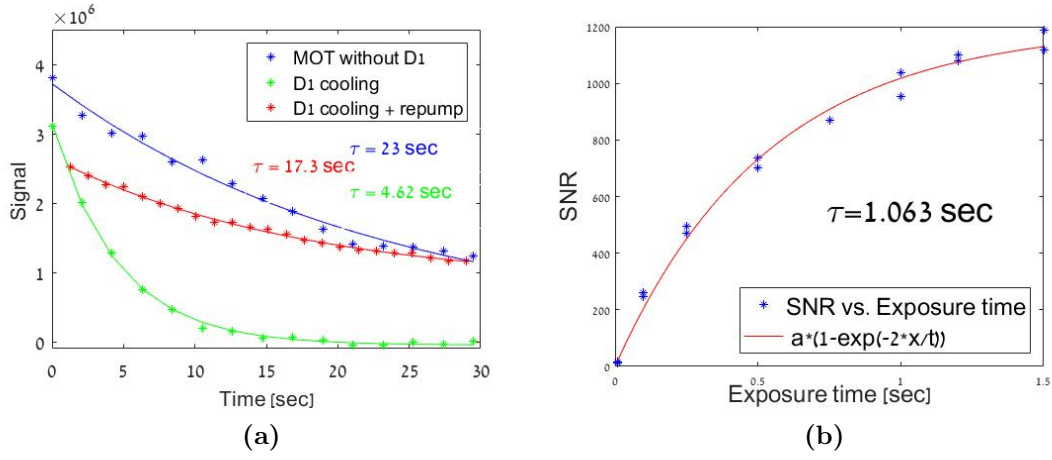 ×10⁶
4
3
2
1
0
Signal
0 5 10 15 20 25 30
Time [sec]
MOT without D1
D1 cooling
D1 cooling + repump
τ = 23 sec
τ = 17.3 sec
τ = 4.62 sec
(a)
1200
1000
800
600
400
200
0
SNR
0 0.5 1 1.5
Exposure time [sec]
τ=1.063 sec
SNR vs. Exposure time
a*(1-exp(-2*x/t))
(b)